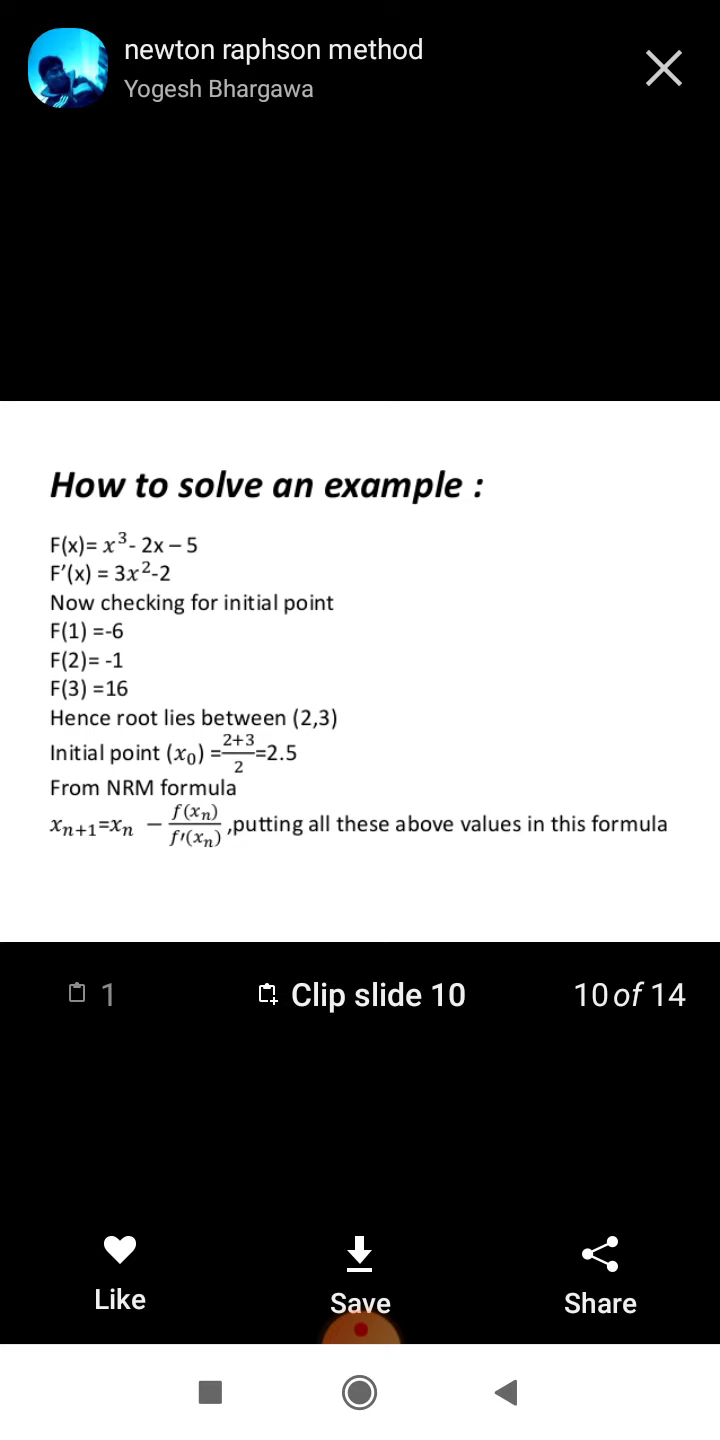 newton raphson method
Yogesh Bhargawa
How to solve an example :
F(x)= x³- 2x – 5
F’(x) = 3x²-2
Now checking for initial point
F(1) =-6
F(2)= -1
F(3) =16
Hence root lies between (2,3)
Initial point (x₀) =(2+3)/2=2.5
From NRM formula
xₙ₊₁=xₙ − f(xₙ)/f′(xₙ) ,putting all these above values in this formula
1 Clip slide 10 10 of 14
Like Save Share